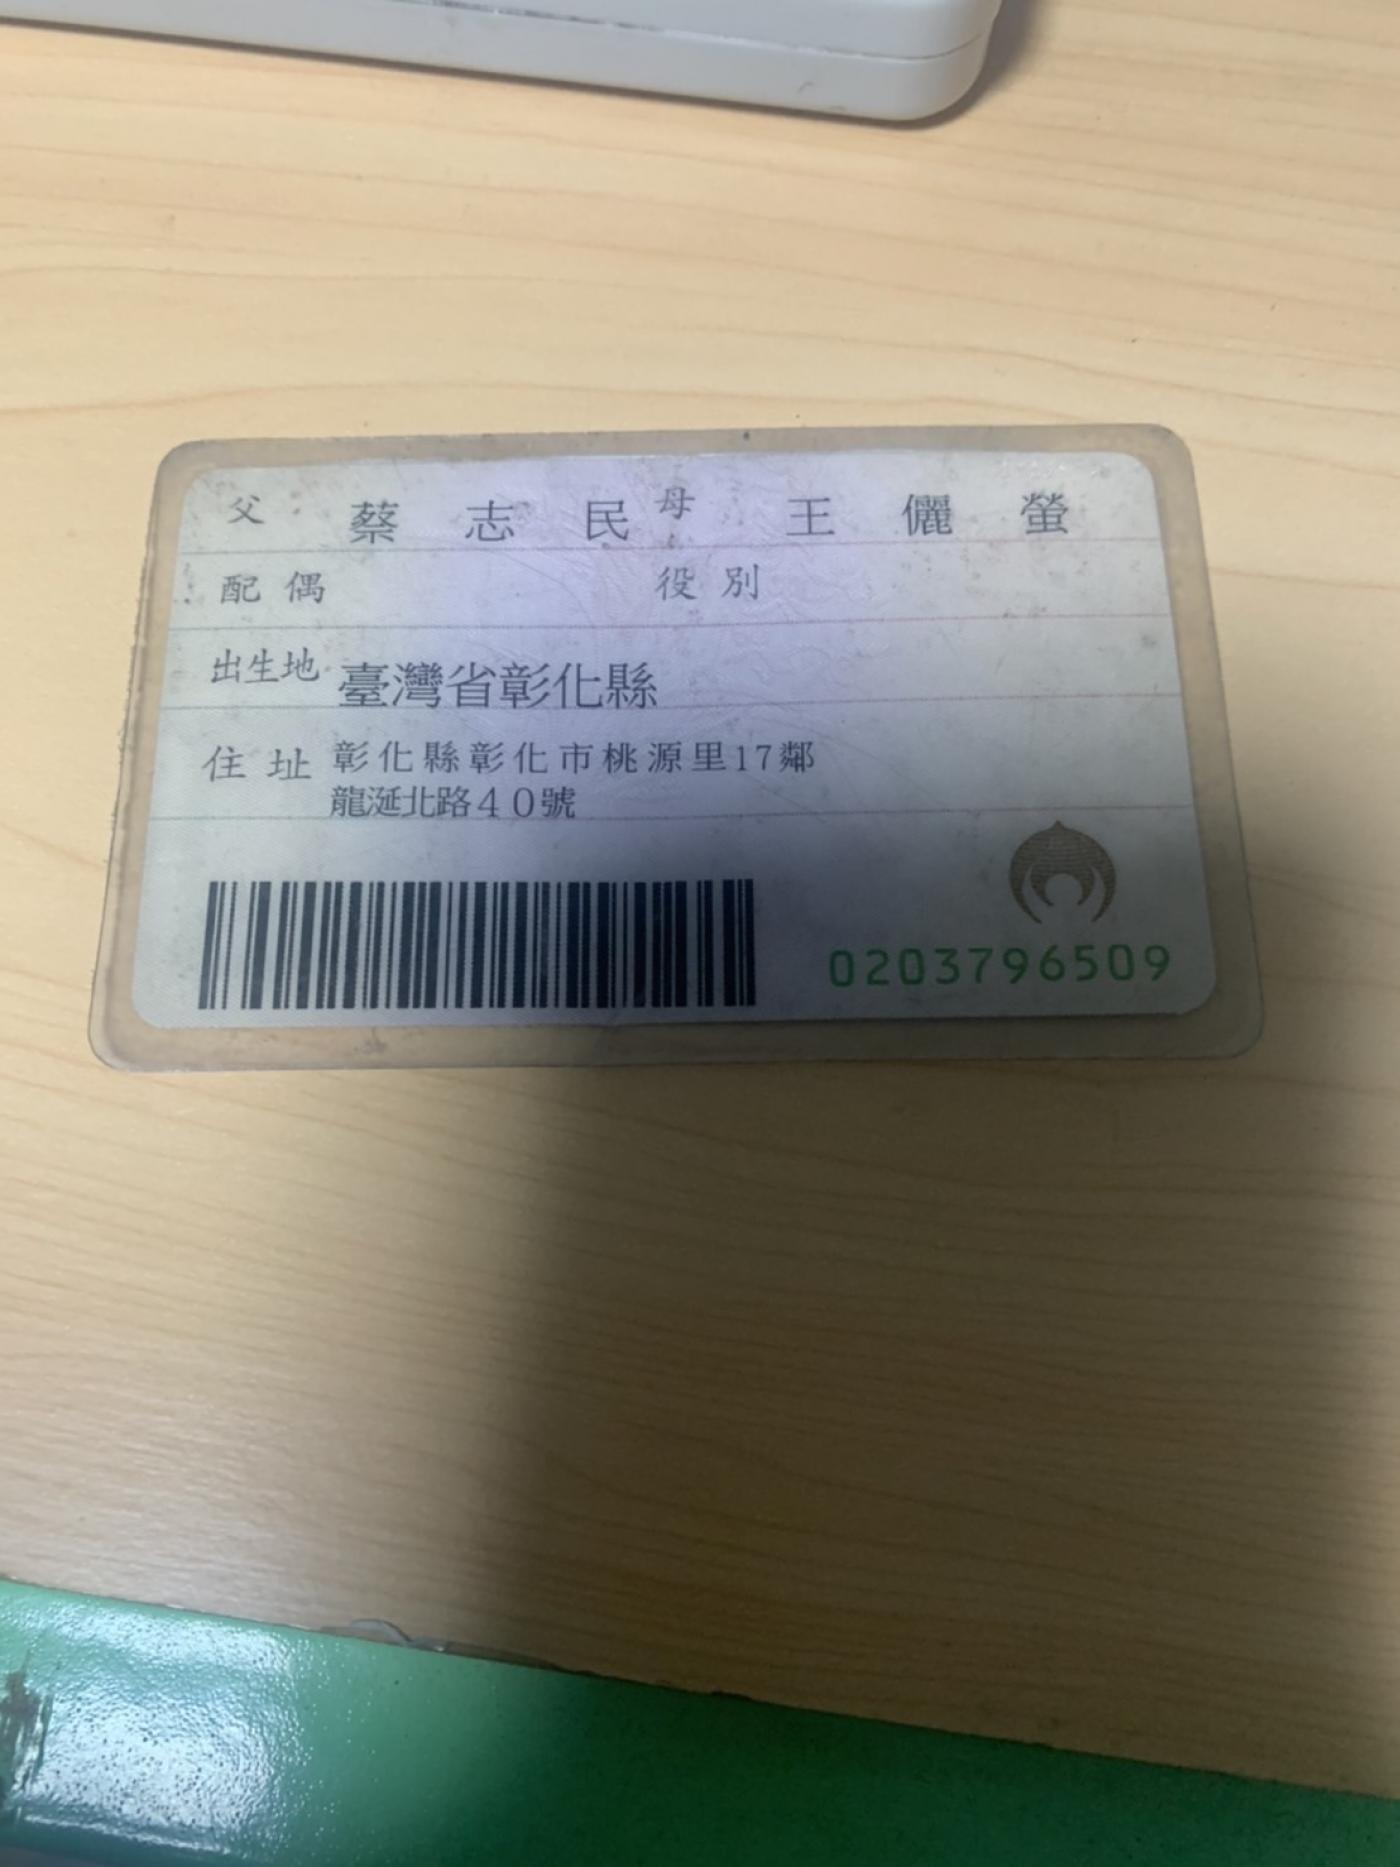 父 蔡志民 母 王儷螢
配偶 役別
出生地 臺灣省彰化縣
住址 彰化縣彰化市桃源里17鄰
龍涎北路40號
0203796509